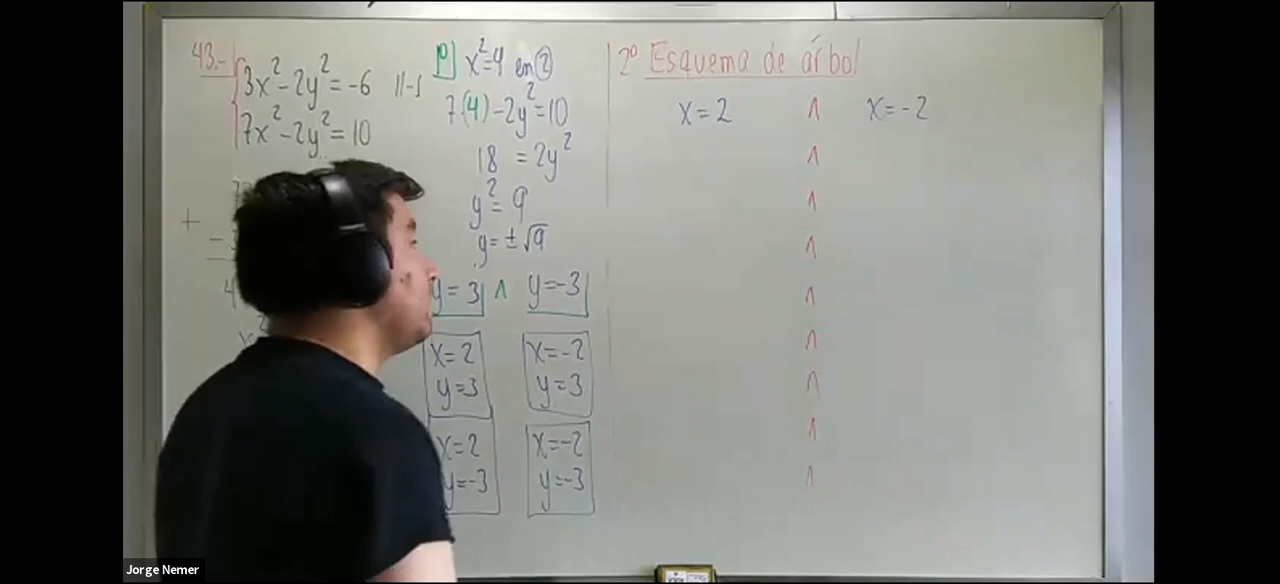 43.-
3x²-2y²=-6 //-1
7x²-2y²=10
+
1º) x²=4 en ②
7·(4)-2y²=10
18 = 2y²
y²=9
y=±√9
y=3 ∧ y=-3
x=2
y=3
x=-2
y=3
x=2
y=-3
x=-2
y=-3
2º Esquema de árbol
x=2 ∧ x=-2
∧
∧
∧
∧
∧
∧
∧
∧
Jorge Nemer